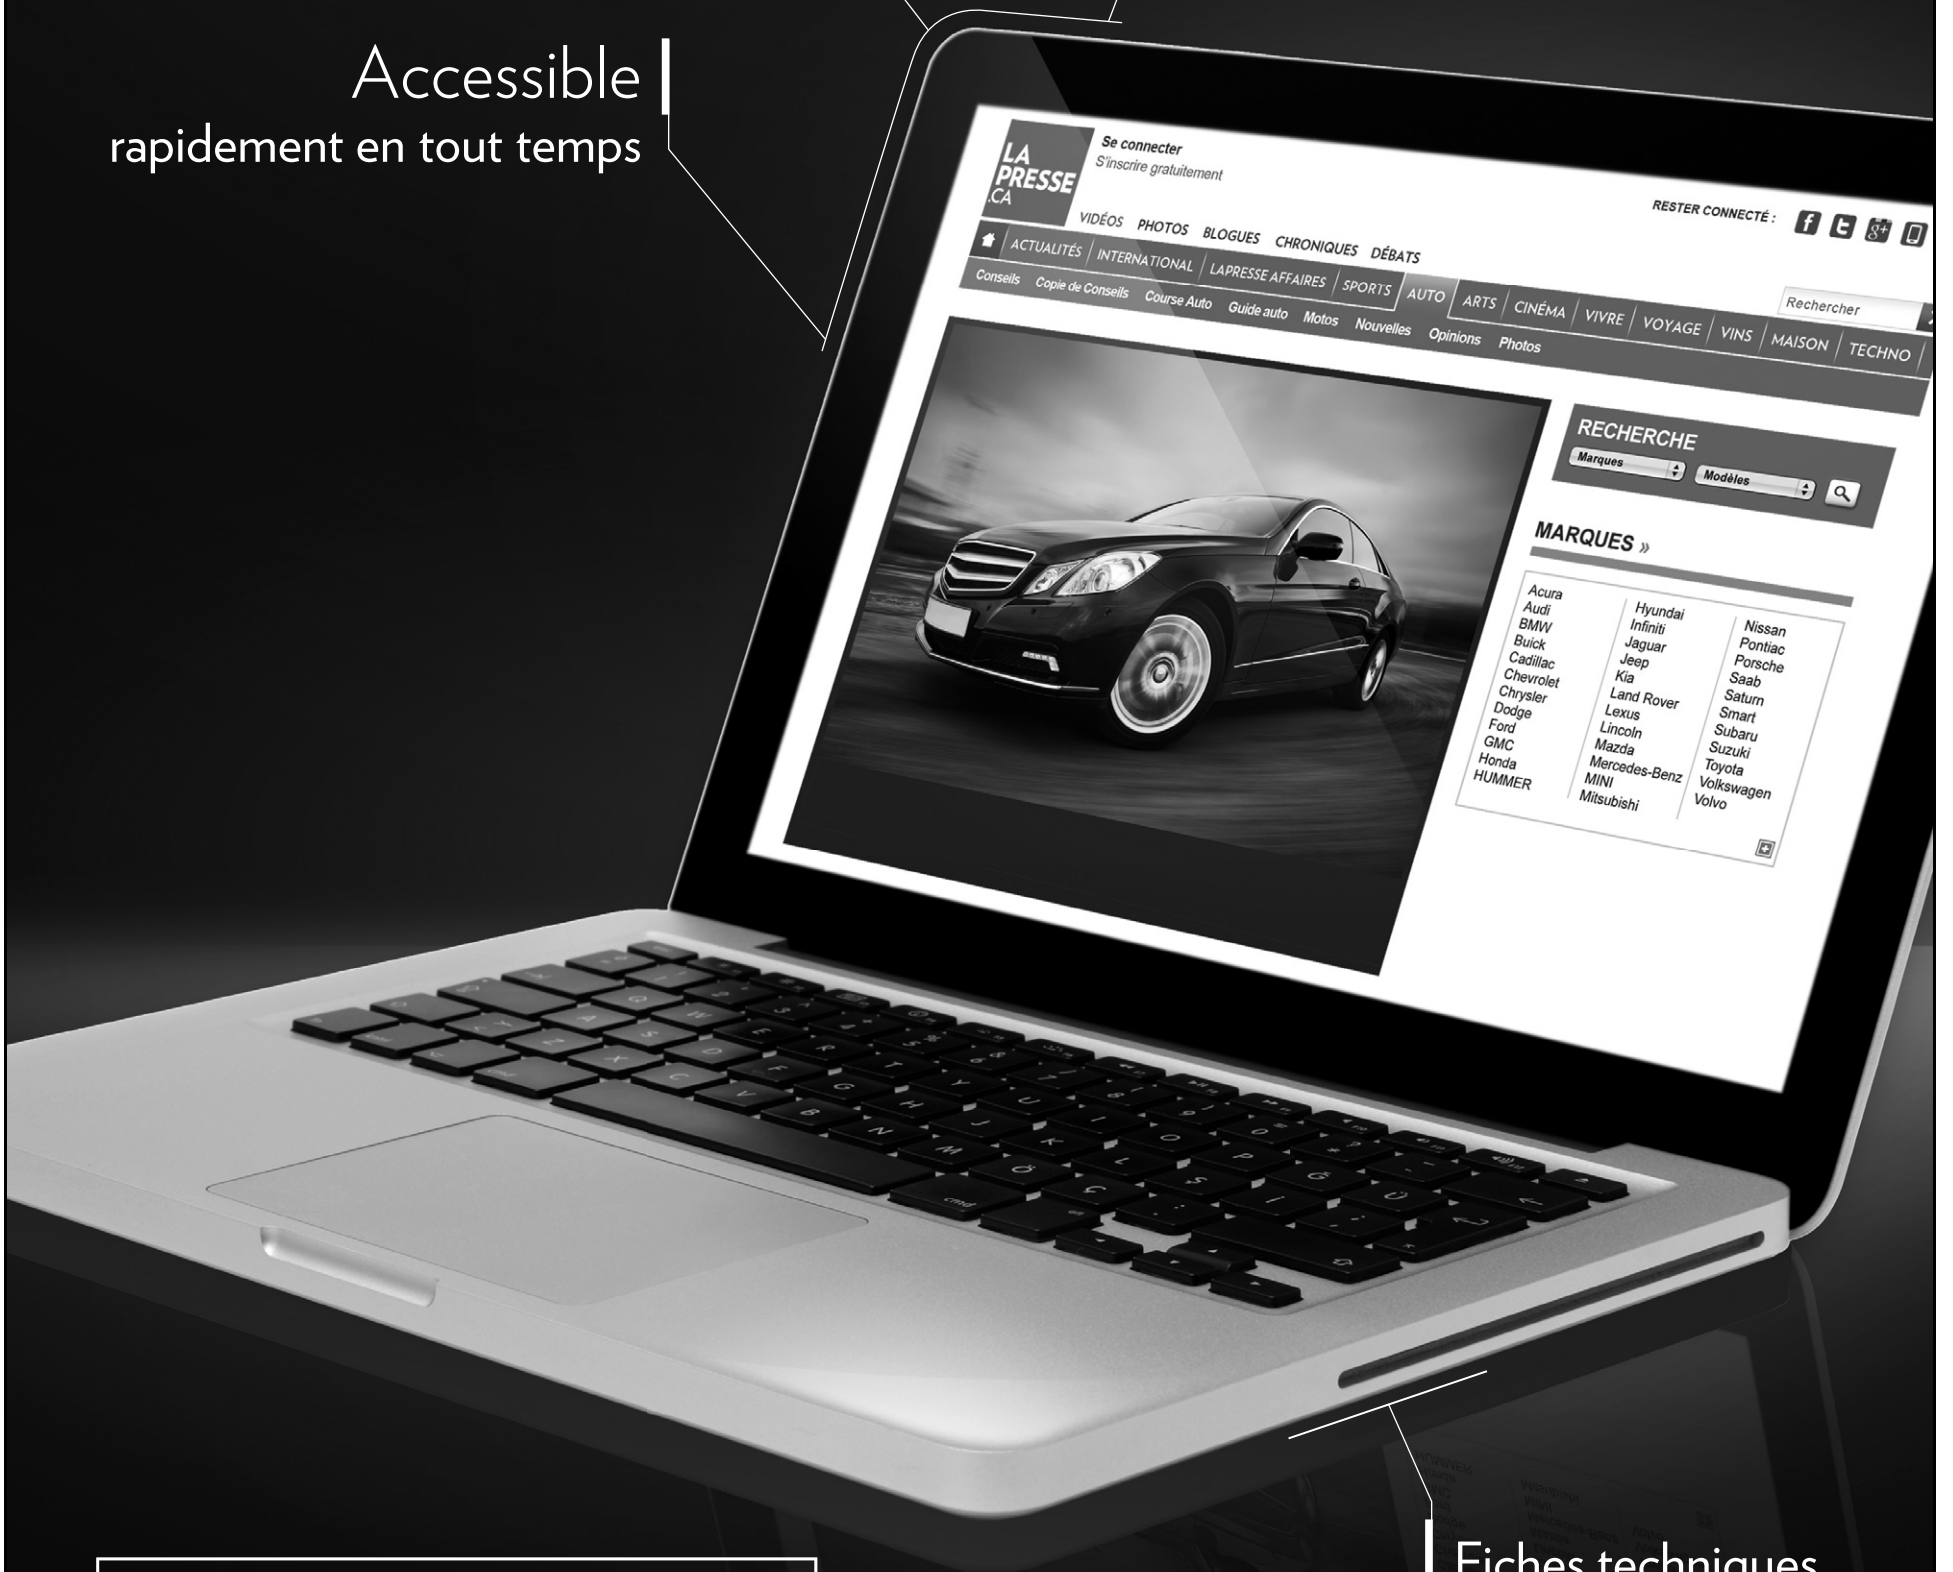 Accessible
rapidement en tout temps
LA
PRESSE
.CA
Se connecter
S'inscrire gratuitement
RESTER CONNECTÉ :
VIDÉOS PHOTOS BLOGUES CHRONIQUES DÉBATS
Rechercher
ACTUALITÉS INTERNATIONAL LAPRESSE AFFAIRES SPORTS AUTO ARTS CINÉMA VIVRE VOYAGE VINS MAISON TECHNO
Conseils Copie de Conseils Course Auto Guide auto Motos Nouvelles Opinions Photos
RECHERCHE
Marques Modèles
MARQUES »
Acura
Audi
BMW
Buick
Cadillac
Chevrolet
Chrysler
Dodge
Ford
GMC
Honda
HUMMER
Hyundai
Infiniti
Jaguar
Jeep
Kia
Land Rover
Lexus
Lincoln
Mazda
Mercedes-Benz
MINI
Mitsubishi
Nissan
Pontiac
Porsche
Saab
Saturn
Smart
Subaru
Suzuki
Toyota
Volkswagen
Volvo
cmd
Fiches techniques